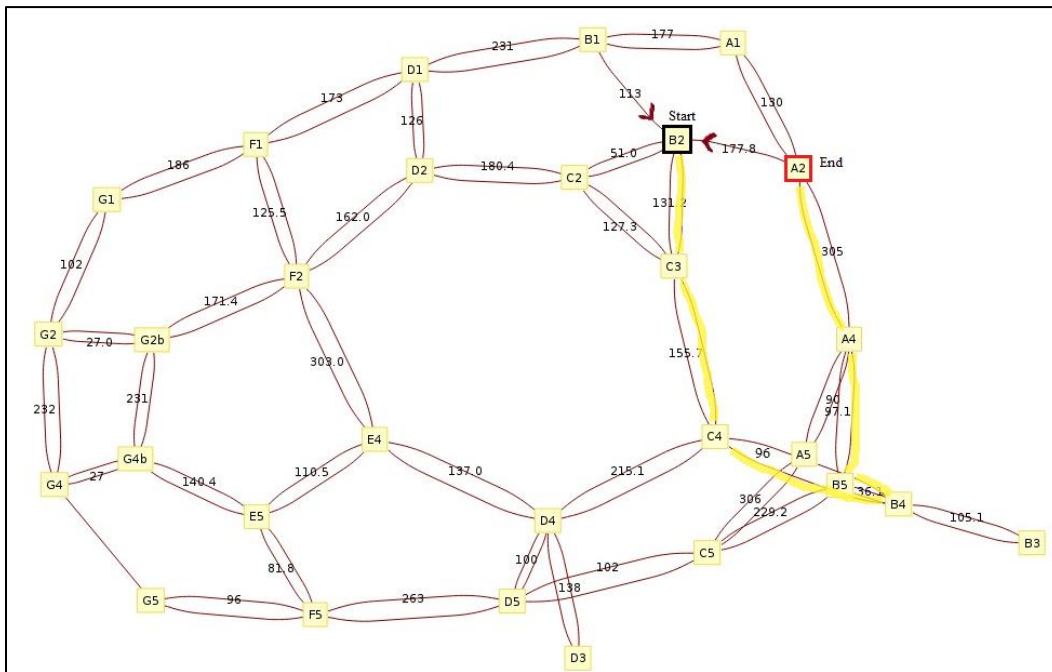 B1
177
A1
231
D1
113
Start
173
126
130
B2
F1
51.0
177.8
A2
End
186
D2
180.4
C2
G1
125.5
162.0
127.3
131.2
C3
305
102
F2
171.4
G2
27.0
G2b
A4
303.0
155.7
231
232
90
97.1
C4
E4
96
A5
G4b
27
G4
140.4
110.5
137.0
215.1
B5
36.1
306
229.2
B4
105.1
E5
D4
B3
C5
81.8
100
102
138
G5
96
F5
263
D5
D3